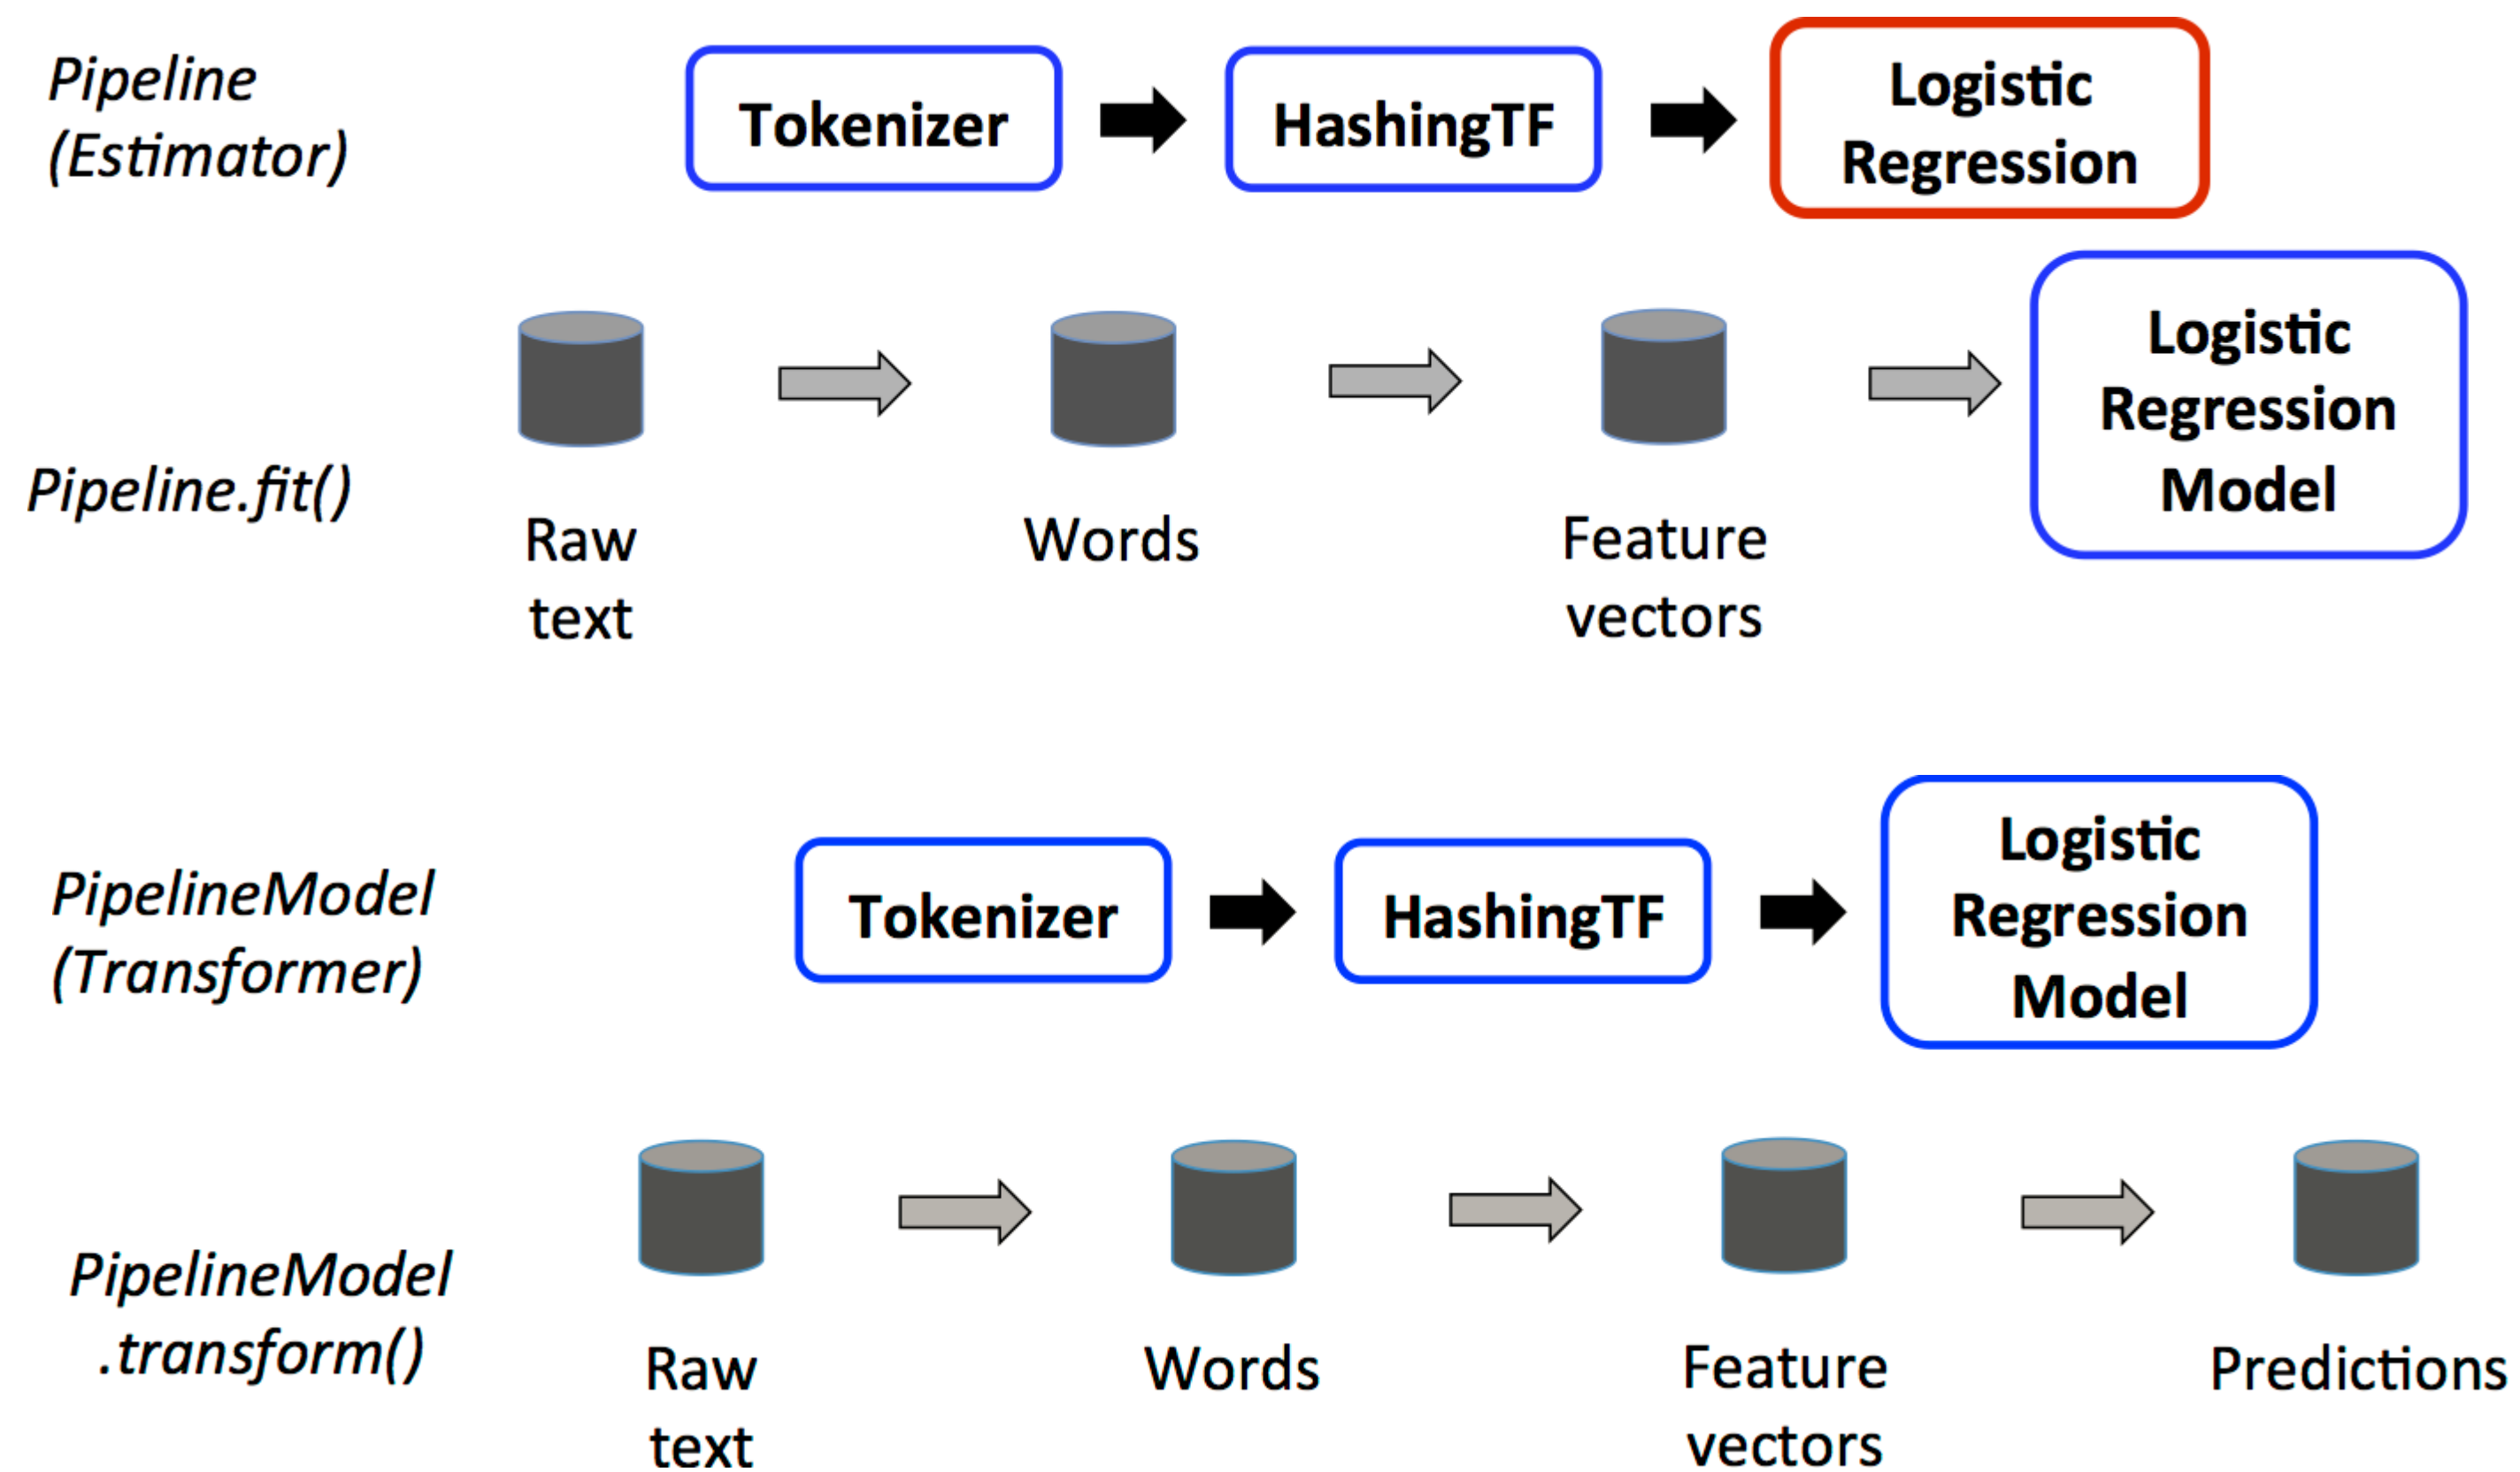 Pipeline
(Estimator)
Tokenizer
HashingTF
Logistic
Regression
Pipeline.fit()
Raw
text
Words
Feature
vectors
Logistic
Regression
Model
PipelineModel
(Transformer)
Tokenizer
HashingTF
Logistic
Regression
Model
PipelineModel
.transform()
Raw
text
Words
Feature
vectors
Predictions